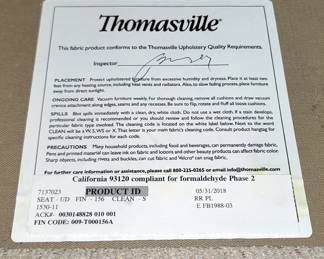 Thomasville®
This fabric product conforms to the Thomasville Upholstery Quality Requirements.
Inspector
PLACEMENT Protect upholstered furniture from excessive humidity and dryness. Place it at least two
feet from any heating source, including heat vents and radiators. Also, to slow fading process, place furniture
away from direct sunlight.
ONGOING CARE Vacuum furniture weekly. For thorough cleaning, remove all cushions and draw vacuum
crevice attachment along edges, seams and any recesses. Be sure to flip, rotate and fluff all loose cushions.
SPILLS Blot spills immediately with a clean, dry white cloth. Do not use a wet cloth. If a stain develops,
professional cleaning is recommended or you should review and follow the cleaning procedures for the
particular fabric type involved. The cleaning code is located on the white label below. Next to the word
CLEAN will be a W, S, WS or X. That letter is your main fabric's cleaning code. Consult product hangtag for
specific cleaning instructions for each code.
PRECAUTIONS Many household products, including food and beverages, can permanently damage fabric.
Pets and printed material can leave ink on fabric and lotions and other beauty products can affect fabric color.
Sharp objects, including rivets and buckles, can cut fabric and Velcro® can snag fabric.
For further care information or assistance, please call 800-225-0265 or email
California 93120 compliant for formaldehyde Phase 2
7137023 PRODUCT ID 05/31/2018
SEAT - UD FIN - 156 CLEAN - S RR PL
1530-11 E FB1988-03
ACK# 0030148828 010 001
FIN CODE: 009-T000156A